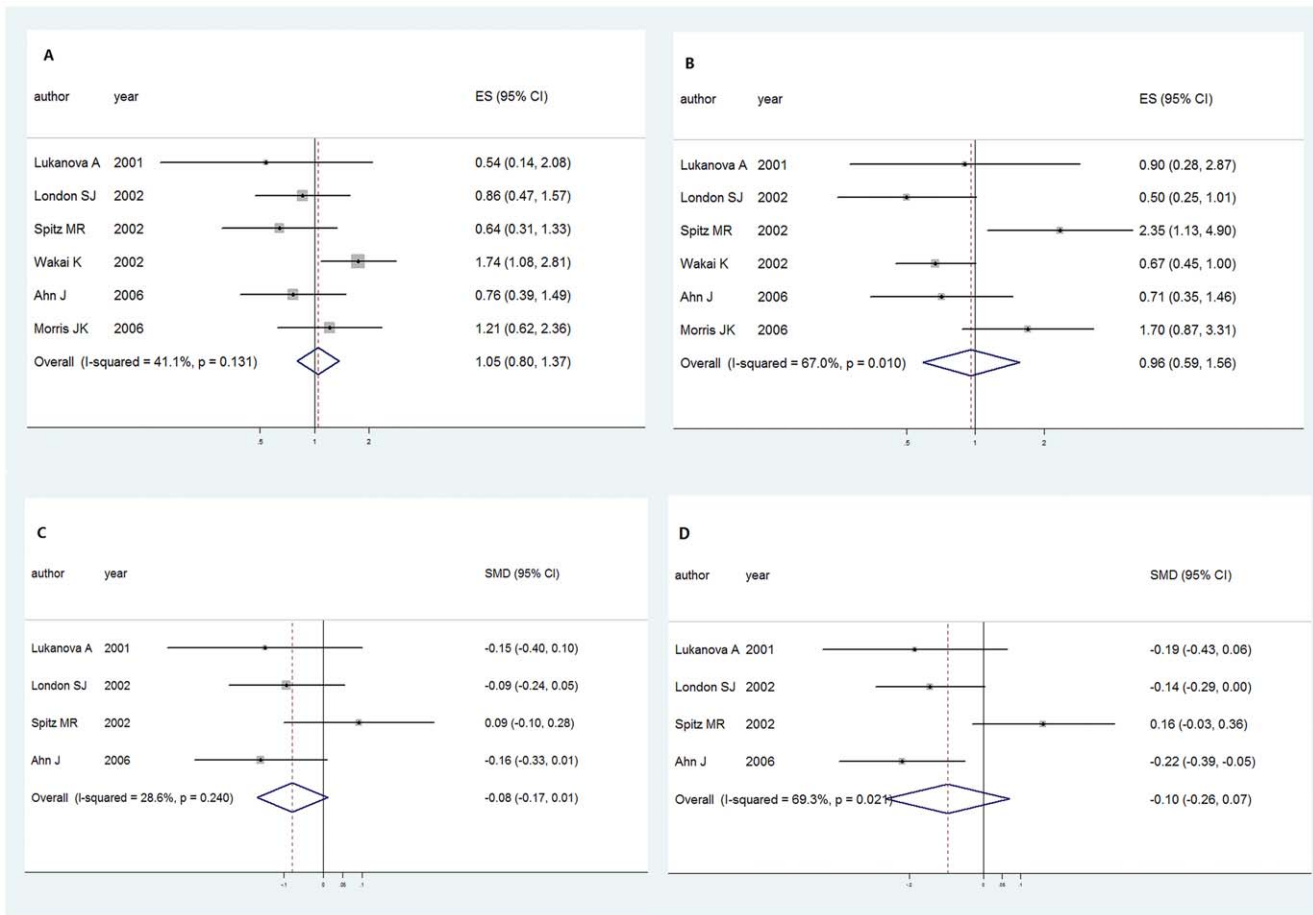 A
author year ES (95% CI)
Lukanova A 2001 0.54 (0.14, 2.08)
London SJ 2002 0.86 (0.47, 1.57)
Spitz MR 2002 0.64 (0.31, 1.33)
Wakai K 2002 1.74 (1.08, 2.81)
Ahn J 2006 0.76 (0.39, 1.49)
Morris JK 2006 1.21 (0.62, 2.36)
Overall (I-squared = 41.1%, p = 0.131) 1.05 (0.80, 1.37)
.5 1 2
B
author year ES (95% CI)
Lukanova A 2001 0.90 (0.28, 2.87)
London SJ 2002 0.50 (0.25, 1.01)
Spitz MR 2002 2.35 (1.13, 4.90)
Wakai K 2002 0.67 (0.45, 1.00)
Ahn J 2006 0.71 (0.35, 1.46)
Morris JK 2006 1.70 (0.87, 3.31)
Overall (I-squared = 67.0%, p = 0.010) 0.96 (0.59, 1.56)
.5 1 2
C
author year SMD (95% CI)
Lukanova A 2001 -0.15 (-0.40, 0.10)
London SJ 2002 -0.09 (-0.24, 0.05)
Spitz MR 2002 0.09 (-0.10, 0.28)
Ahn J 2006 -0.16 (-0.33, 0.01)
Overall (I-squared = 28.6%, p = 0.240) -0.08 (-0.17, 0.01)
-.1 0 .05 .1
D
author year SMD (95% CI)
Lukanova A 2001 -0.19 (-0.43, 0.06)
London SJ 2002 -0.14 (-0.29, 0.00)
Spitz MR 2002 0.16 (-0.03, 0.36)
Ahn J 2006 -0.22 (-0.39, -0.05)
Overall (I-squared = 69.3%, p = 0.021) -0.10 (-0.26, 0.07)
-.2 0 .05 .1